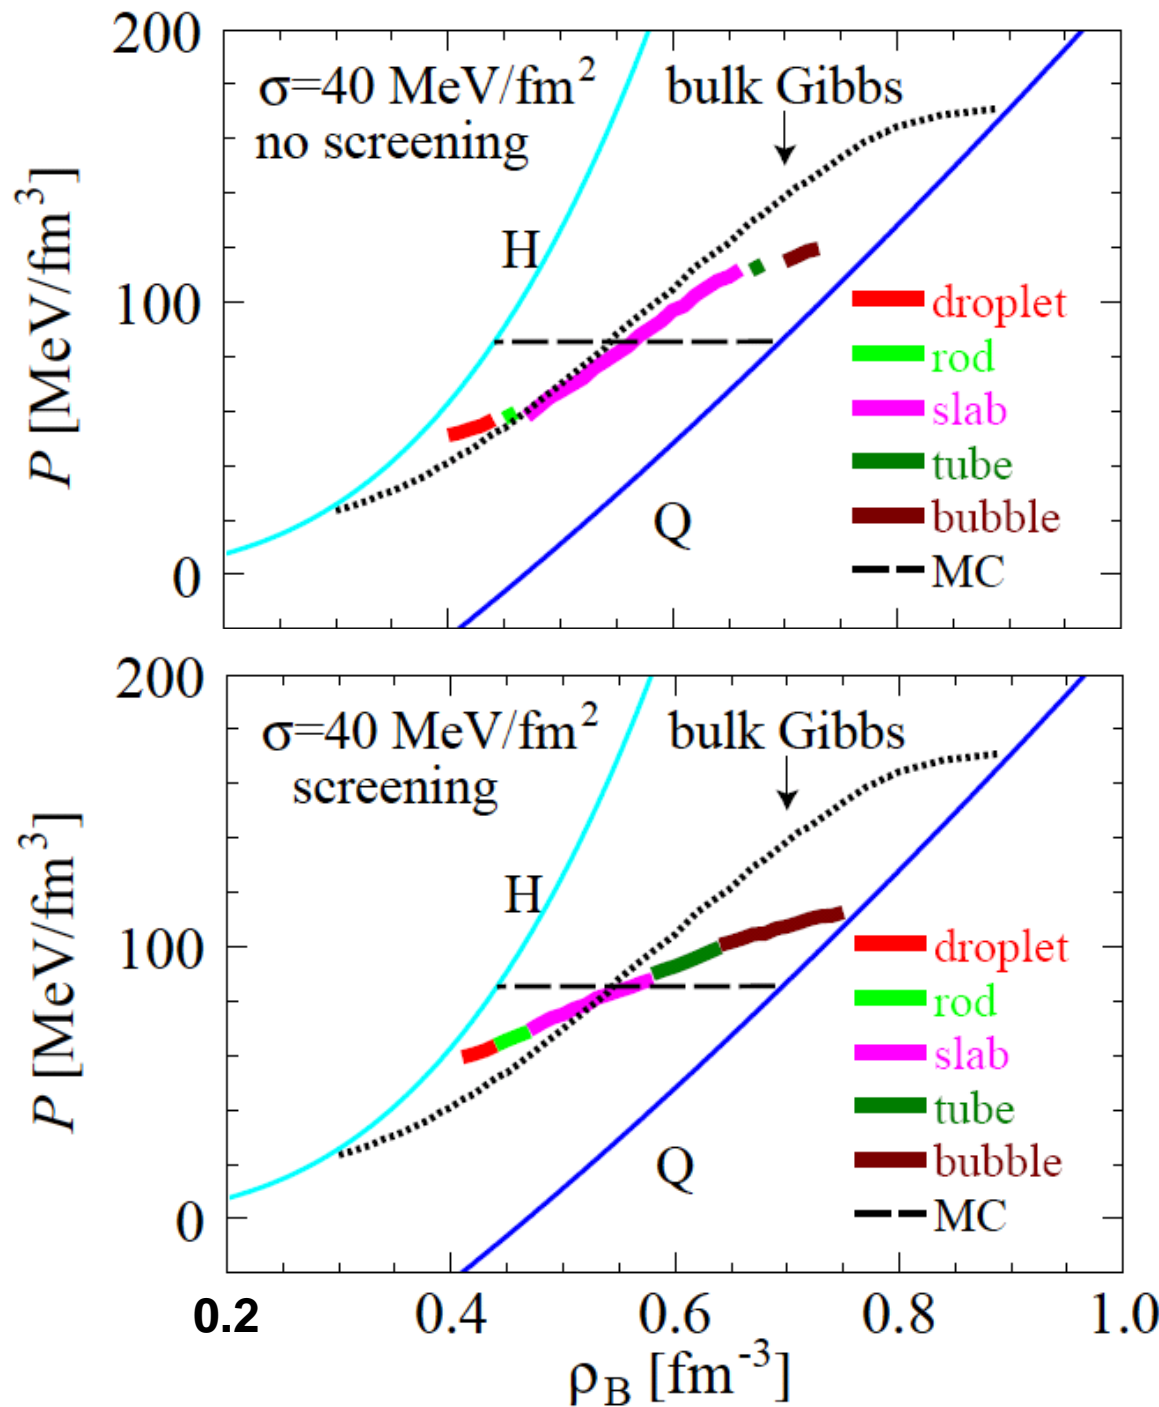 200
σ=40 MeV/fm² bulk Gibbs
no screening
H
100
droplet
rod
slab
tube
Q
bubble
0
MC
P [MeV/fm³]
200
σ=40 MeV/fm² bulk Gibbs
screening
H
100
droplet
rod
slab
tube
Q
bubble
0
MC
P [MeV/fm³]
0.2 0.4 0.6 0.8 1.0
ρB [fm⁻³]